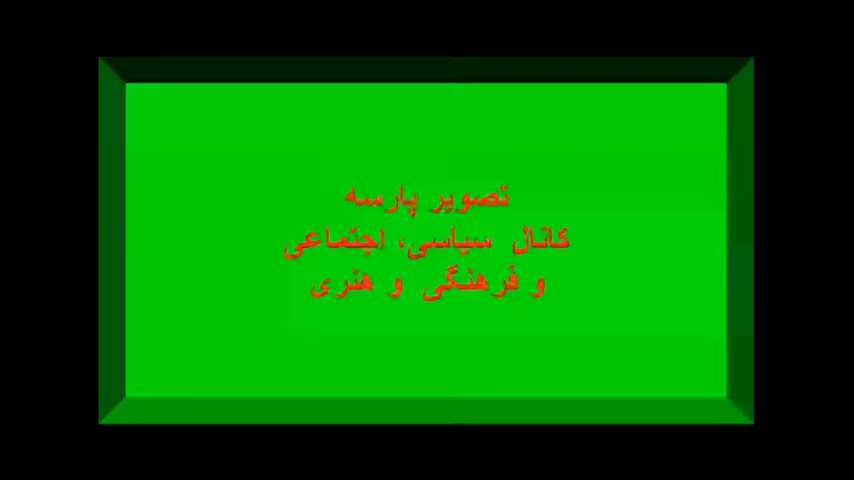 تصویر پارسه
کانال سیاسی، اجتماعی
و فرهنگی و هنری